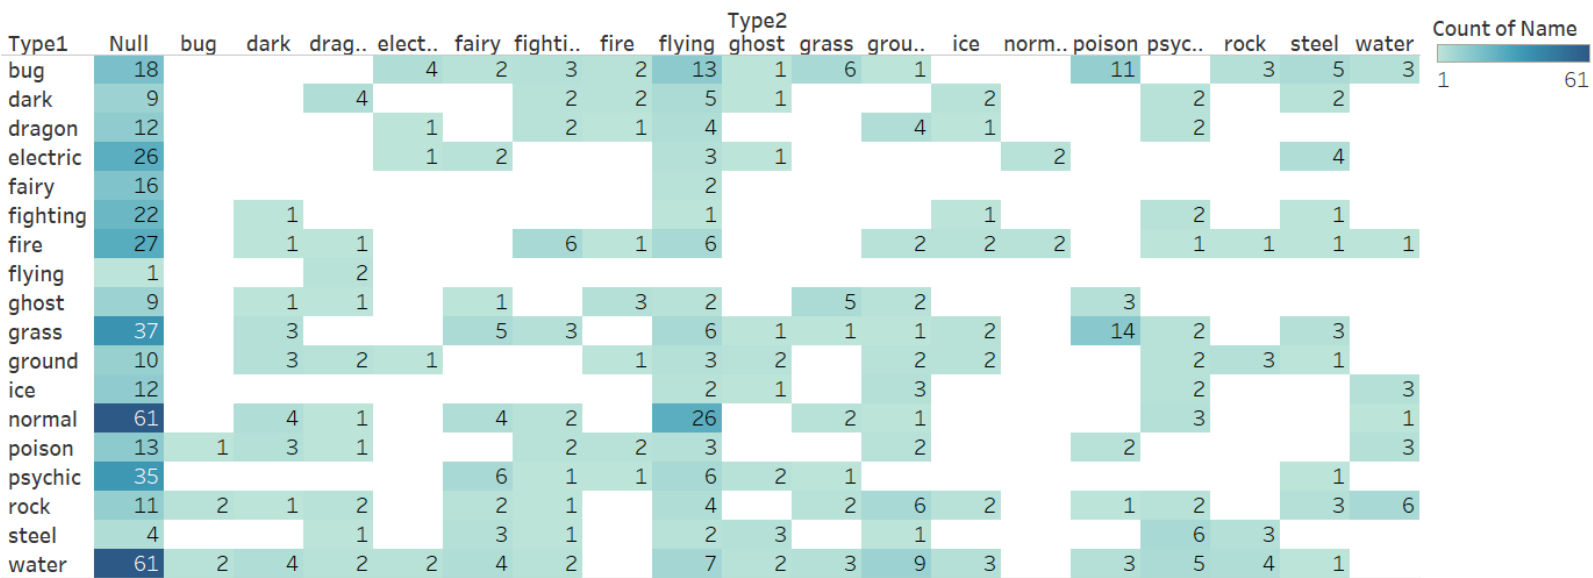 Type2
Type1 Null bug dark drag.. elect.. fairy fighti.. fire flying ghost grass grou.. ice norm.. poison psyc.. rock steel water
bug 18 4 2 3 2 13 1 6 1 11 3 5 3
dark 9 4 2 2 5 1 2 2 2
dragon 12 1 2 1 4 4 1 2
electric 26 1 2 3 1 2 4
fairy 16 2
fighting 22 1 1 1 2 1
fire 27 1 1 6 1 6 2 2 2 1 1 1 1
flying 1 2
ghost 9 1 1 1 3 2 5 2 3
grass 37 3 5 3 6 1 1 1 2 14 2 3
ground 10 3 2 1 1 3 2 2 2 2 3 1
ice 12 2 1 3 2 3
normal 61 4 1 4 2 26 2 1 3 1
poison 13 1 3 1 2 2 3 2 2 3
psychic 35 6 1 1 6 2 1 1
rock 11 2 1 2 2 1 4 2 6 2 1 2 3 6
steel 4 1 3 1 2 3 1 6 3
water 61 2 4 2 2 4 2 7 2 3 9 3 3 5 4 1
Count of Name
1 61